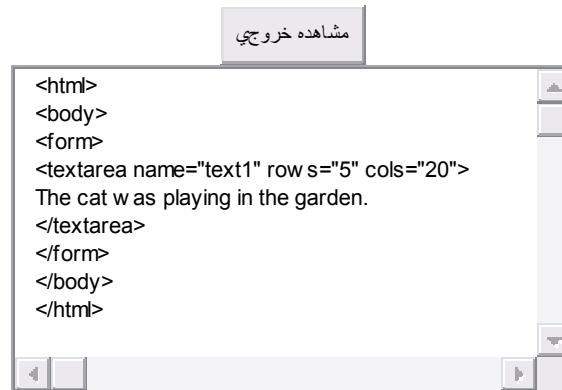 مشاهده خروجي
<html>
<body>
<form>
<textarea name="text1" row s="5" cols="20">
The cat w as playing in the garden.
</textarea>
</form>
</body>
</html>